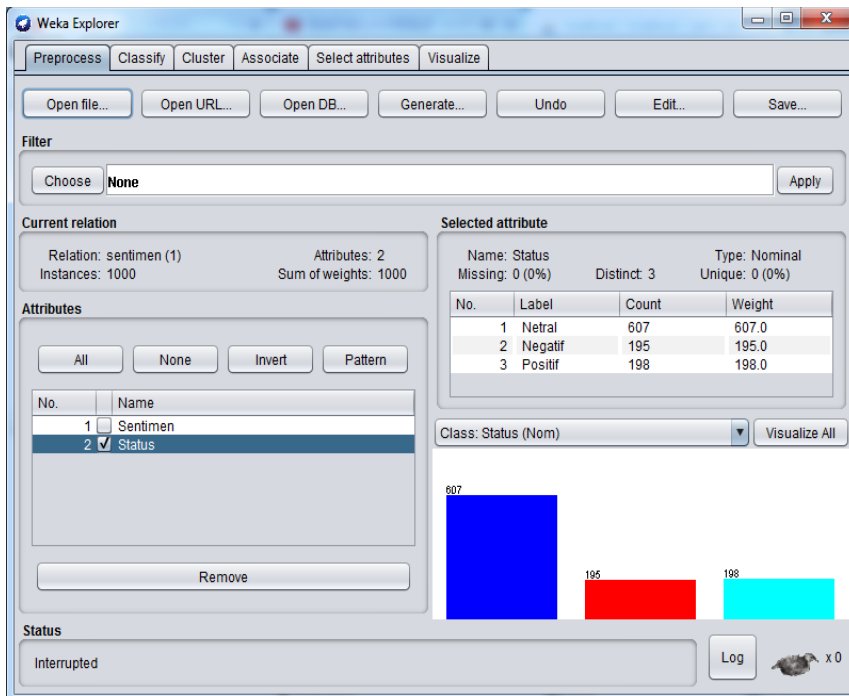 Weka Explorer
Preprocess Classify Cluster Associate Select attributes Visualize
Open file... Open URL... Open DB... Generate... Undo Edit... Save...
Filter
Choose None Apply
Current relation
Relation: sentimen (1) Attributes: 2
Instances: 1000 Sum of weights: 1000
Attributes
All None Invert Pattern
No. Name
1 Sentimen
2 Status
Remove
Selected attribute
Name: Status Type: Nominal
Missing: 0 (0%) Distinct: 3 Unique: 0 (0%)
No. Label Count Weight
1 Netral 607 607.0
2 Negatif 195 195.0
3 Positif 198 198.0
Class: Status (Nom) Visualize All
607
195
198
Status
Interrupted
Log x 0